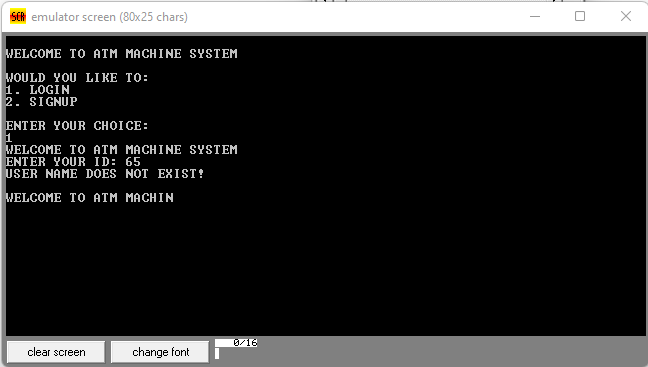 SCR emulator screen (80x25 chars)
WELCOME TO ATM MACHINE SYSTEM
WOULD YOU LIKE TO:
1. LOGIN
2. SIGNUP
ENTER YOUR CHOICE:
1
WELCOME TO ATM MACHINE SYSTEM
ENTER YOUR ID: 65
USER NAME DOES NOT EXIST!
WELCOME TO ATM MACHIN
clear screen change font 0/16